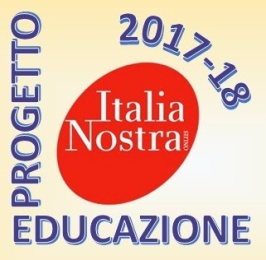 PROGETTO
2017-18
Italia
Nostra
ONLUS
EDUCAZIONE